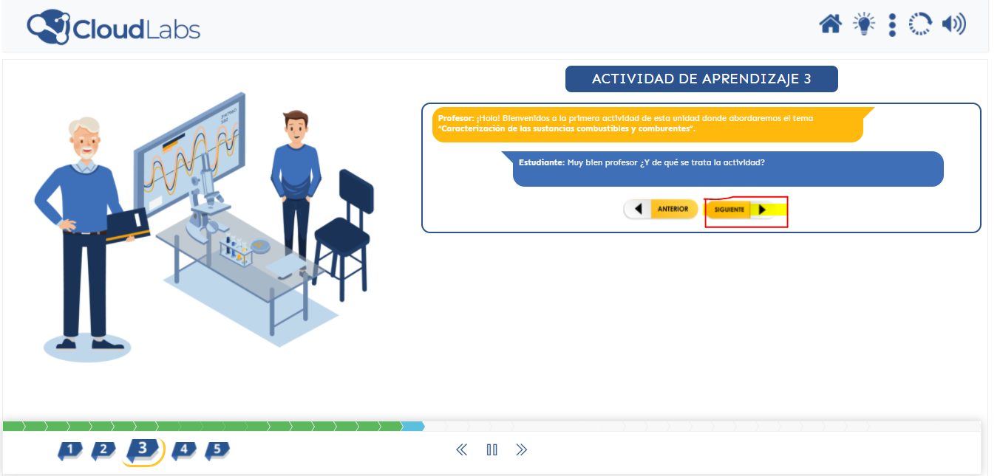 CloudLabs
ACTIVIDAD DE APRENDIZAJE 3
Profesor: ¡Hola! Bienvenidos a la primera actividad de esta unidad donde abordaremos el tema
“Caracterización de las sustancias combustibles y comburentes”.
Estudiante: Muy bien profesor ¿Y de qué se trata la actividad?
ANTERIOR
SIGUIENTE
1 2 3 4 5